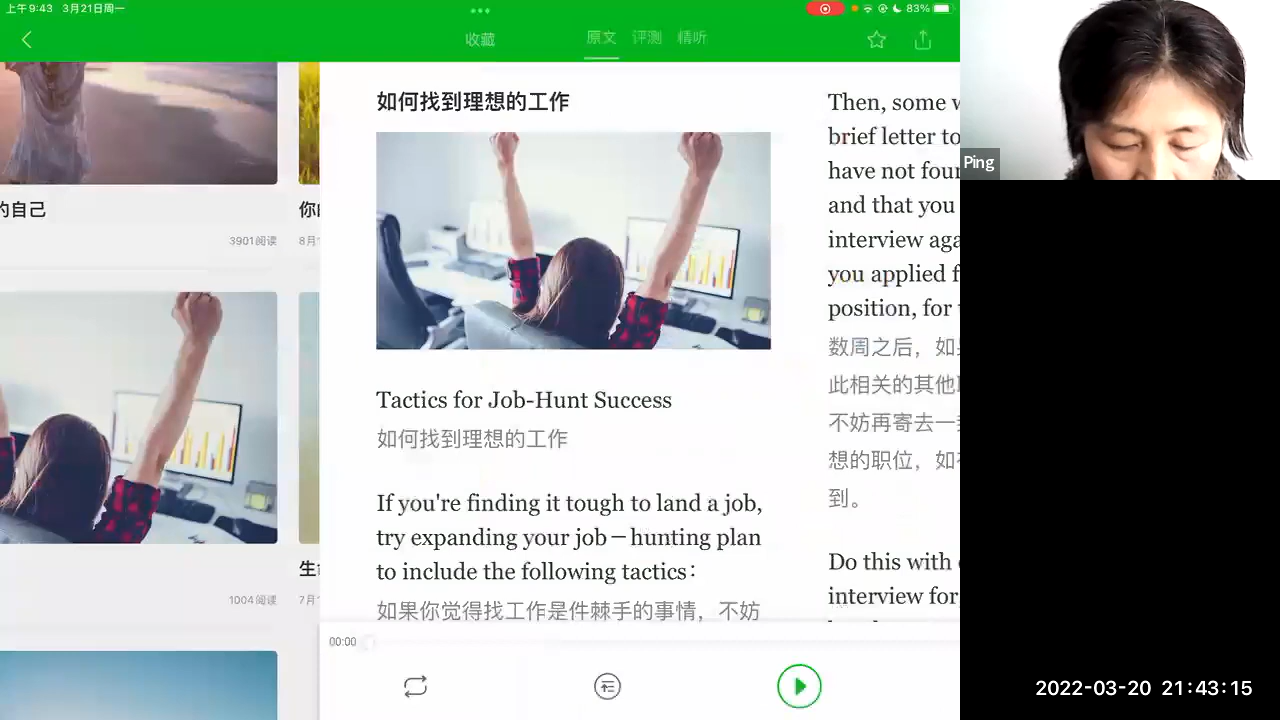 上午9:43 3月21日周一
83%
收藏
原文 评测 精听
的自己
3901阅读
8月
1004阅读
7月
如何找到理想的工作
Tactics for Job-Hunt Success
如何找到理想的工作
If you're finding it tough to land a job,
try expanding your job－hunting plan
to include the following tactics：
如果你觉得找工作是件棘手的事情，不妨
Then, some
brief letter to
have not
and that you
interview
you applied
position, for
数周之后，如
此相关的其他
不妨再寄去一
想的职位，如
到。
Do this with
interview for
00:00
Ping
2022-03-20 21:43:15